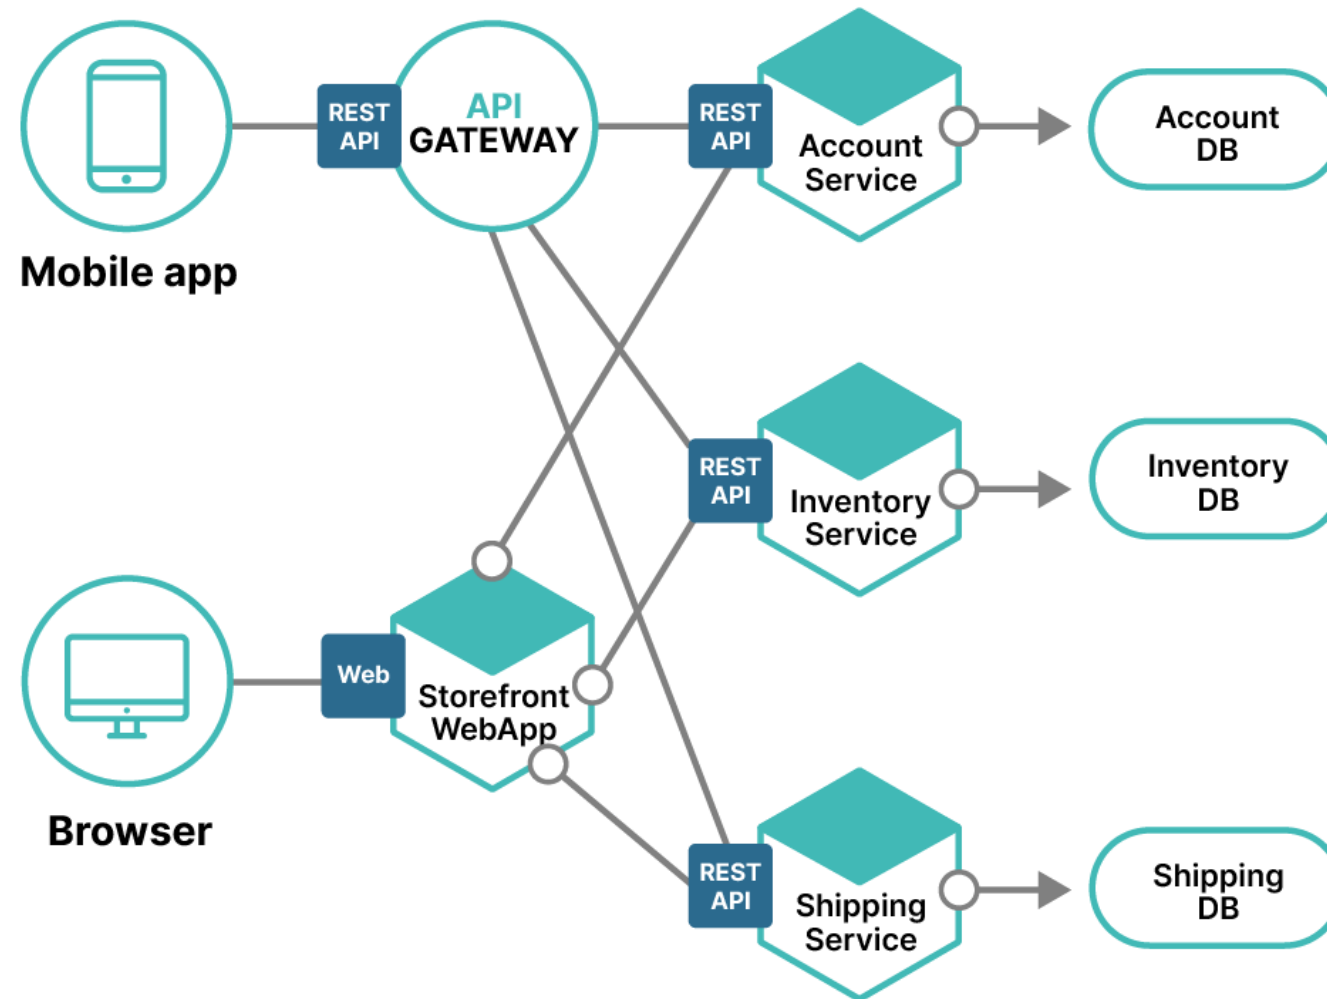 REST
API
API
GATEWAY
REST
API
Account
Service
Account
DB
Mobile app
REST
API
Inventory
Service
Inventory
DB
Web
Storefront
WebApp
Browser
REST
API
Shipping
Service
Shipping
DB